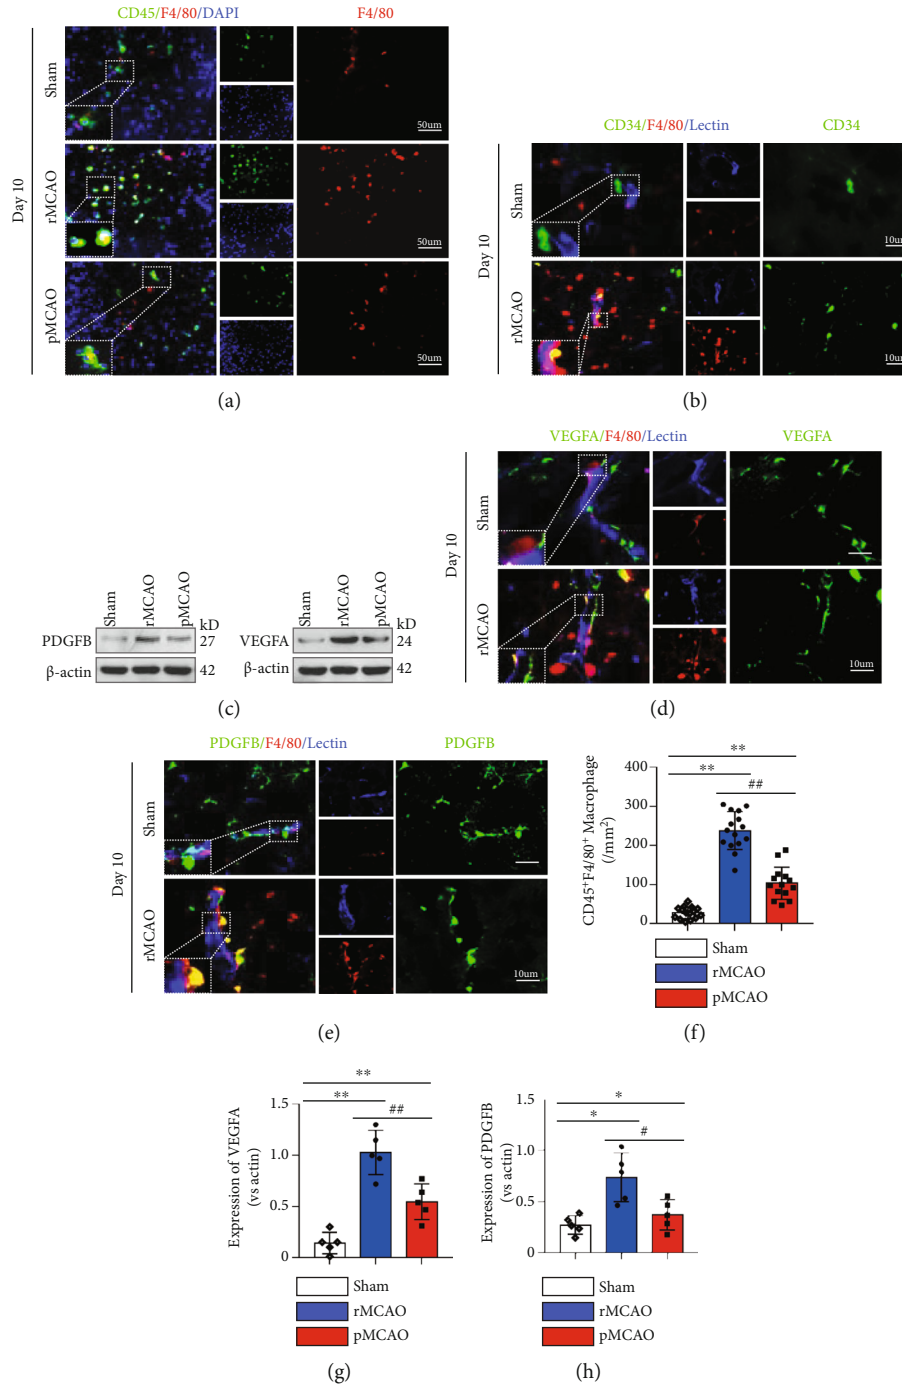 CD45/F4/80/DAPI
F4/80
Day 10
Sham
50um
rMCAO
50um
pMCAO
50um
(a)
CD34/F4/80/Lectin
CD34
Day 10
Sham
10um
rMCAO
10um
(b)
Sham
rMCAO
pMCAO
kD
PDGFB
27
β-actin
42
Sham
rMCAO
pMCAO
kD
VEGFA
24
β-actin
42
(c)
VEGFA/F4/80/Lectin
VEGFA
Day 10
Sham
rMCAO
10um
(d)
PDGFB/F4/80/Lectin
PDGFB
Day 10
Sham
rMCAO
10um
(e)
CD45+F4/80+ Macrophage
(/mm2)
400
300
200
100
0
**
**
##
Sham
rMCAO
pMCAO
(f)
Expression of VEGFA
(vs actin)
1.5
1.0
0.5
0
**
**
##
Sham
rMCAO
pMCAO
(g)
Expression of PDGFB
(vs actin)
1.5
1.0
0.5
0
*
*
#
Sham
rMCAO
pMCAO
(h)